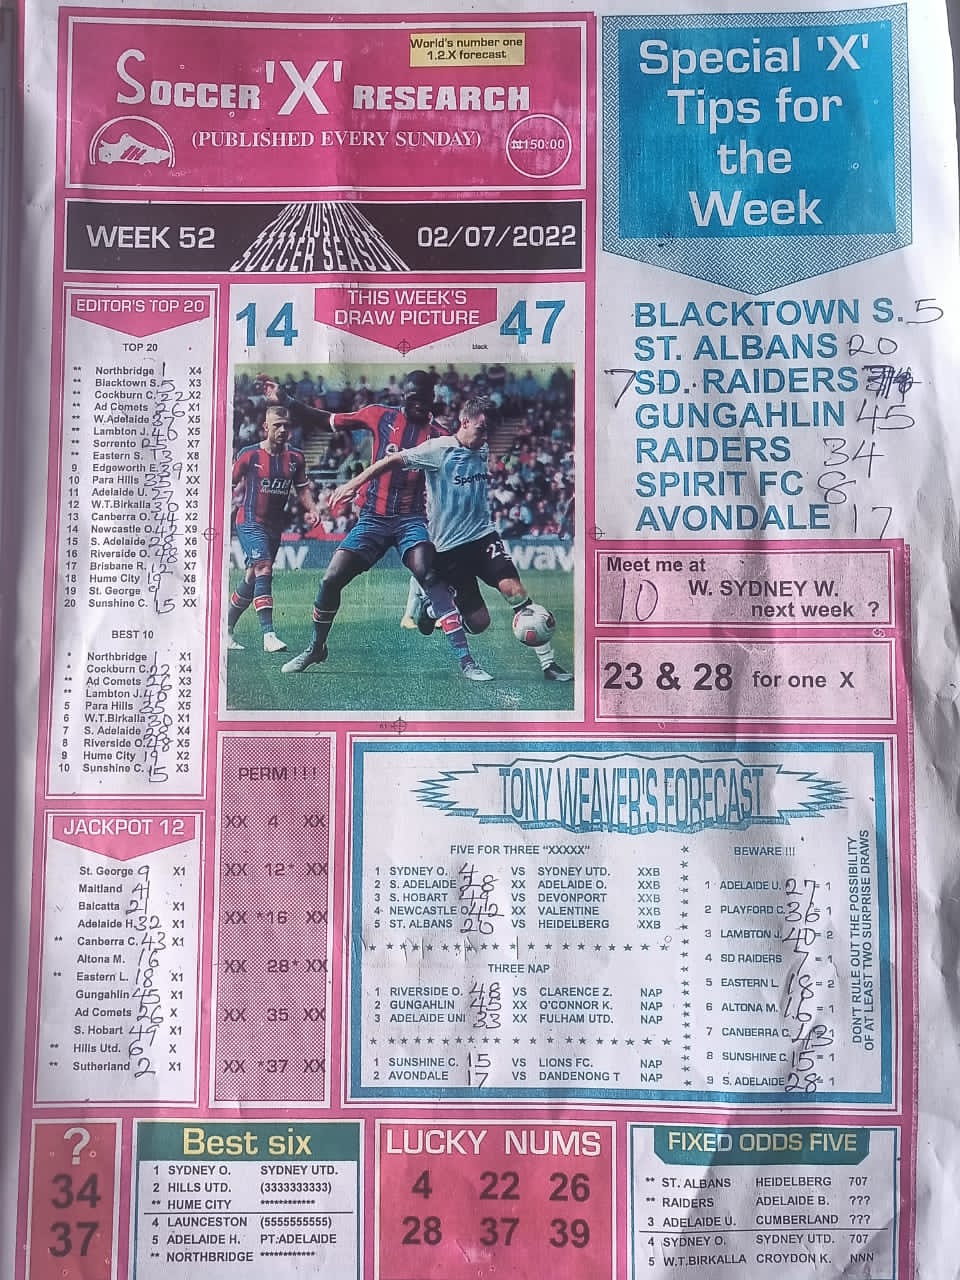 World's number one
1.2.X forecast
SOCCER 'X' RESEARCH
(PUBLISHED EVERY SUNDAY)
₦150:00
WEEK 52
2022 AUSTRALIAN
SOCCER SEASON
02/07/2022
Special 'X'
Tips for
the
Week
BLACKTOWN S. 5
ST. ALBANS 20
7 SD. RAIDERS
GUNGAHLIN 45
RAIDERS 34
SPIRIT FC 8
AVONDALE 17
Meet me at
10 W. SYDNEY W.
next week ?
23 & 28 for one X
EDITOR'S TOP 20
TOP 20
** Northbridge 1 X4
** Blacktown S. 5 X3
** Cockburn C. 22 X2
** Ad Comets 26 X1
** W.Adelaide 37 X5
** Lambton J. 40 X5
** Sorrento X7
** Eastern S. 13 X8
9 Edgworth E. 39 X1
10 Para Hills 35 XX
11 Adelaide U. 27 X4
12 W.T.Birkalla 30 X3
13 Canberra O. 44 X2
14 Newcastle O. 42 X9
15 S. Adelaide 28 X6
16 Riverside O. 48 X6
17 Brisbane R. 12 X7
18 Hume City 19 X8
19 St. George 9 X9
20 Sunshine C. 15 XX
BEST 10
* Northbridge 1 X1
* Cockburn C. 22 X4
** Ad Comets 26 X3
** Lambton J. 40 X2
5 Para Hills 35 X5
6 W.T.Birkalla 30 X1
7 S. Adelaide 28 X4
8 Riverside O. 48 X5
9 Hume City 19 X2
10 Sunshine C. 15 X3
14
THIS WEEK'S
DRAW PICTURE
47
black
way
Sport
way
JACKPOT 12
St. George 9 X1
Maitland 41
Balcatta 21 X1
Adelaide H. 32 X1
** Canberra C. 43 X1
Altona M. 16
** Eastern L. 18 X1
Gungahlin 45 X1
Ad Comets 26 X
S. Hobart 49 X1
** Hills Utd. 6 X
** Sutherland 2 X1
PERM !!!
XX 4 XX
XX 12* XX
XX *16 XX
XX 28* XX
XX 35 XX
XX *37 XX
TONY WEAVER'S FORECAST
FIVE FOR THREE "XXXXX"
1 SYDNEY O. 4 VS SYDNEY UTD. XXB
2 S. ADELAIDE 28 XX ADELAIDE O. XXB
3 S. HOBART 49 VS DEVONPORT XXB
4 NEWCASTLE O. 42 XX VALENTINE XXB
5 ST. ALBANS 20 VS HEIDELBERG XXB
THREE NAP
1 RIVERSIDE O. 48 VS CLARENCE Z. NAP
2 GUNGAHLIN 45 XX O'CONNOR K. NAP
3 ADELAIDE UNI 33 XX FULHAM UTD. NAP
1 SUNSHINE C. 15 VS LIONS FC. NAP
2 AVONDALE 17 VS DANDENONG T NAP
BEWARE !!!
1 ADELAIDE U. 27 = 1
2 PLAYFORD C. 36 1
3 LAMBTON J. 40 = 2
4 SD RAIDERS 7 = 1
5 EASTERN L. 18 = 2
6 ALTONA M. 16 1
7 CANBERRA C. 43 1
8 SUNSHINE C. 15 = 1
9 S. ADELAIDE 28 = 1
DON'T RULE OUT THE POSSIBILITY
OF AT LEAST TWO SURPRISE DRAWS
?
34
37
Best six
1 SYDNEY O. SYDNEY UTD.
2 HILLS UTD. (3333333333)
** HUME CITY ************
4 LAUNCESTON (5555555555)
5 ADELAIDE H. PT.ADELAIDE
** NORTHBRIDGE ************
LUCKY NUMS
4 22 26
28 37 39
FIXED ODDS FIVE
** ST. ALBANS HEIDELBERG 707
** RAIDERS ADELAIDE B. ???
3 ADELAIDE U. CUMBERLAND ???
4 SYDNEY O. SYDNEY UTD. 707
5 W.T.BIRKALLA CROYDON K. NNN